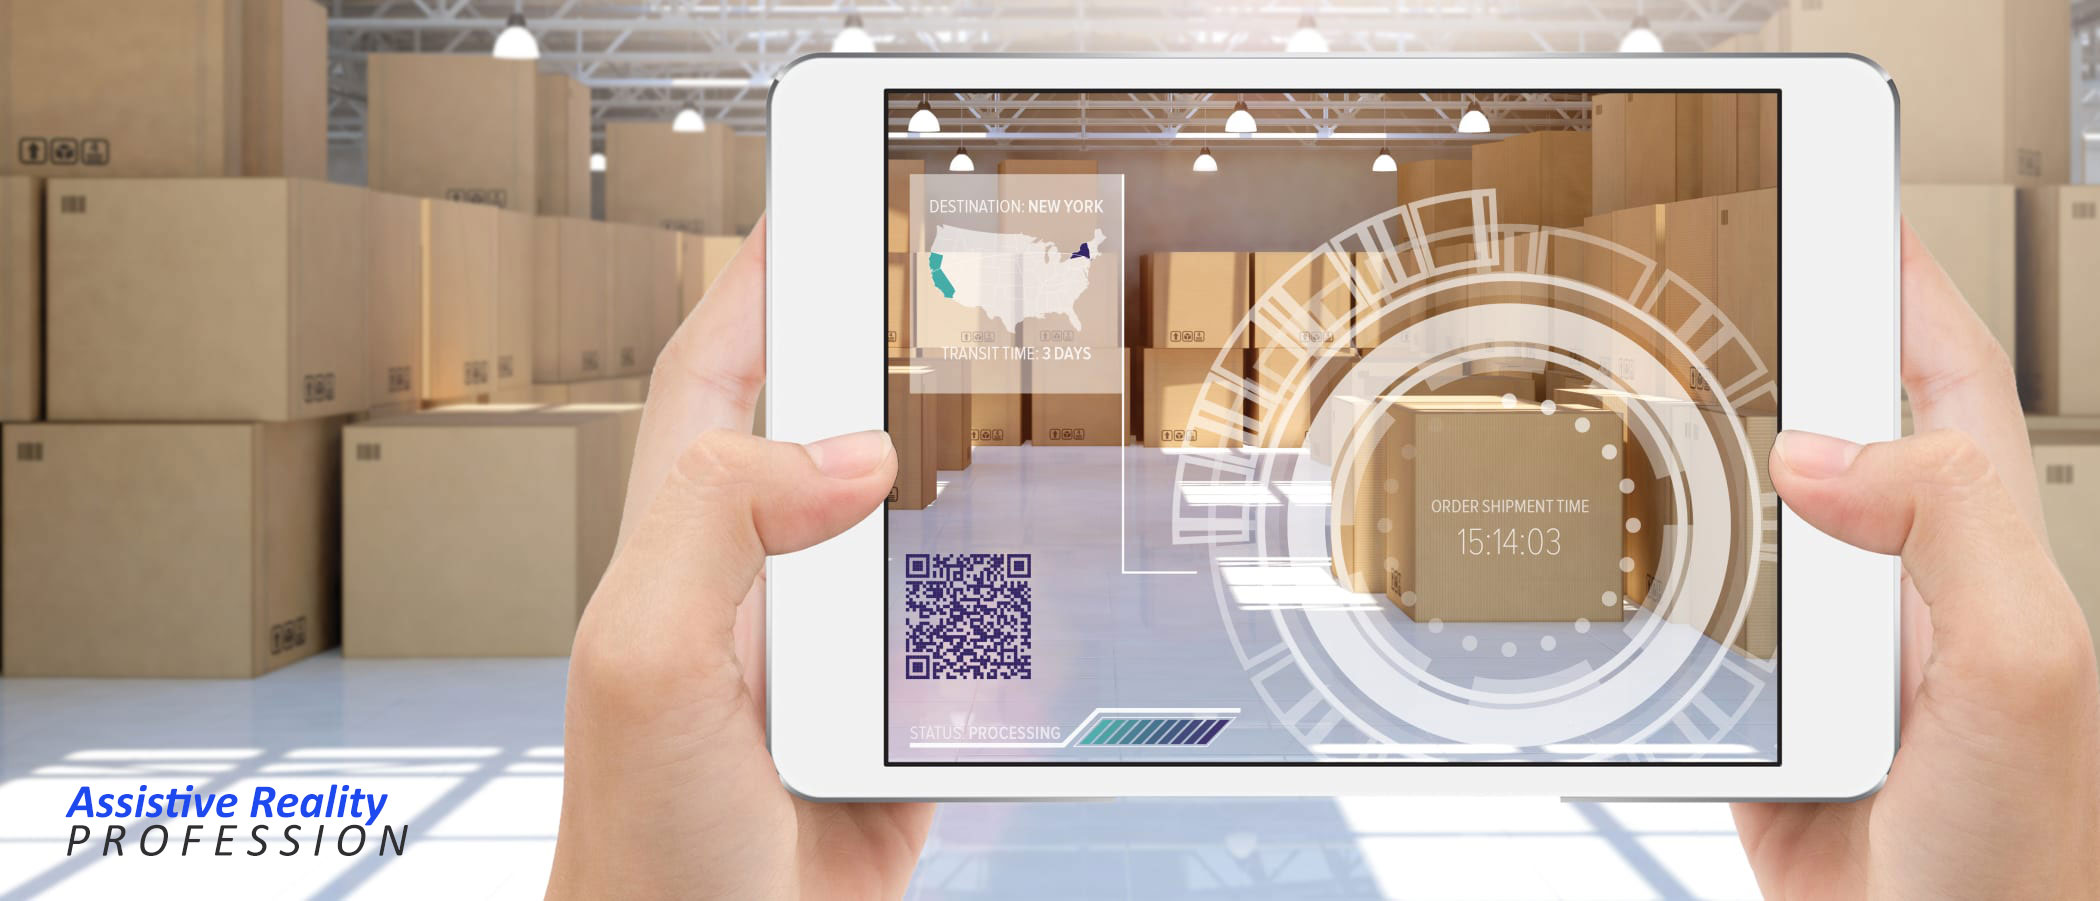 DESTINATION: NEW YORK
TRANSIT TIME: 3 DAYS
ORDER SHIPMENT TIME
15:14:03
STATUS: PROCESSING
Assistive Reality
PROFESSION